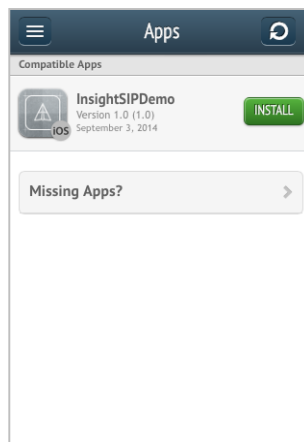 Apps
Compatible Apps
InsightSIPDemo
Version 1.0 (1.0)
September 3, 2014
iOS
INSTALL
Missing Apps?